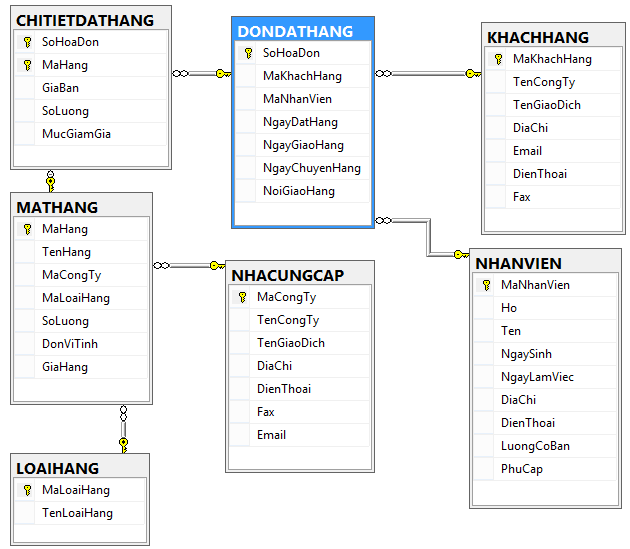 CHITIETDATHANG
SoHoaDon
MaHang
GiaBan
SoLuong
MucGiamGia
DONDATHANG
SoHoaDon
MaKhachHang
MaNhanVien
NgayDatHang
NgayGiaoHang
NgayChuyenHang
NoiGiaoHang
KHACHHANG
MaKhachHang
TenCongTy
TenGiaoDich
DiaChi
Email
DienThoai
Fax
MATHANG
MaHang
TenHang
MaCongTy
MaLoaiHang
SoLuong
DonViTinh
GiaHang
NHACUNGCAP
MaCongTy
TenCongTy
TenGiaoDich
DiaChi
DienThoai
Fax
Email
NHANVIEN
MaNhanVien
Ho
Ten
NgaySinh
NgayLamViec
DiaChi
DienThoai
LuongCoBan
PhuCap
LOAIHANG
MaLoaiHang
TenLoaiHang